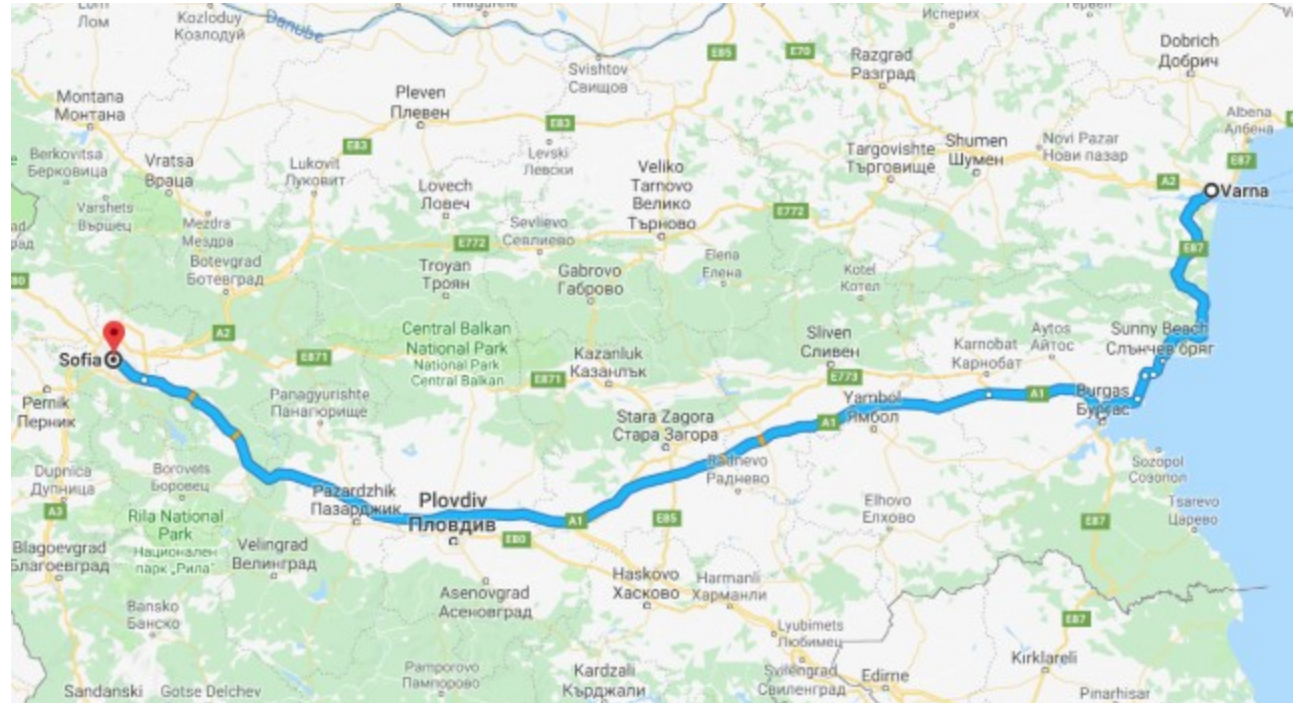 Лом
Kozloduy
Козлодуй
Danube
Svishtov
Свищов
E85
E70
Исперих
Razgrad
Разград
Dobrich
Добрич
Montana
Монтана
Pleven
Плевен
E83
Albena
Албена
Berkovitsa
Берковица
Vratsa
Враца
E83
Lukovit
Луковит
Levski
Левски
Targovishte
Търговище
Shumen
Шумен
Novi Pazar
Нови пазар
E87
Varshets
Вършец
Lovech
Ловеч
Veliko
Tarnovo
Велико
Търново
A2
Varna
Mezdra
Мездра
Sevlievo
Севлиево
E772
E772
Botevgrad
Ботевград
Troyan
Троян
Gabrovo
Габрово
Elena
Елена
Kotel
Котел
E87
A2
Central Balkan
National Park
National Park
Central Balkan
Sofia
E871
Kazanluk
Казанлък
E871
Sliven
Сливен
E773
Karnobat
Карнобат
Aytos
Айтос
Sunny Beach
Слънчев бряг
Pernik
Перник
Panagyurishte
Панагюрище
Stara Zagora
Стара Загора
A1
Yambol
Ямбол
A1
Burgas
Бургас
Dupnica
Дупница
Borovets
Боровец
Radnevo
Раднево
Sozopol
Созопол
A3
Rila National
Park
Национален
парк „Рила“
Pazardzhik
Пазарджик
Plovdiv
Пловдив
E80
A1
E85
Elhovo
Елхово
E87
Tsarevo
Царево
Blagoevgrad
Благоевград
Velingrad
Велинград
Asenovgrad
Асеновград
Haskovo
Хасково
Harmanli
Харманли
Bansko
Банско
Lyubimets
Любимец
E87
Sandanski
Gotse Delchev
Pamporovo
Пампорово
Kardzali
Кърджали
Svilengrad
Свиленград
Edirne
Kirklareli
Pinarhisar